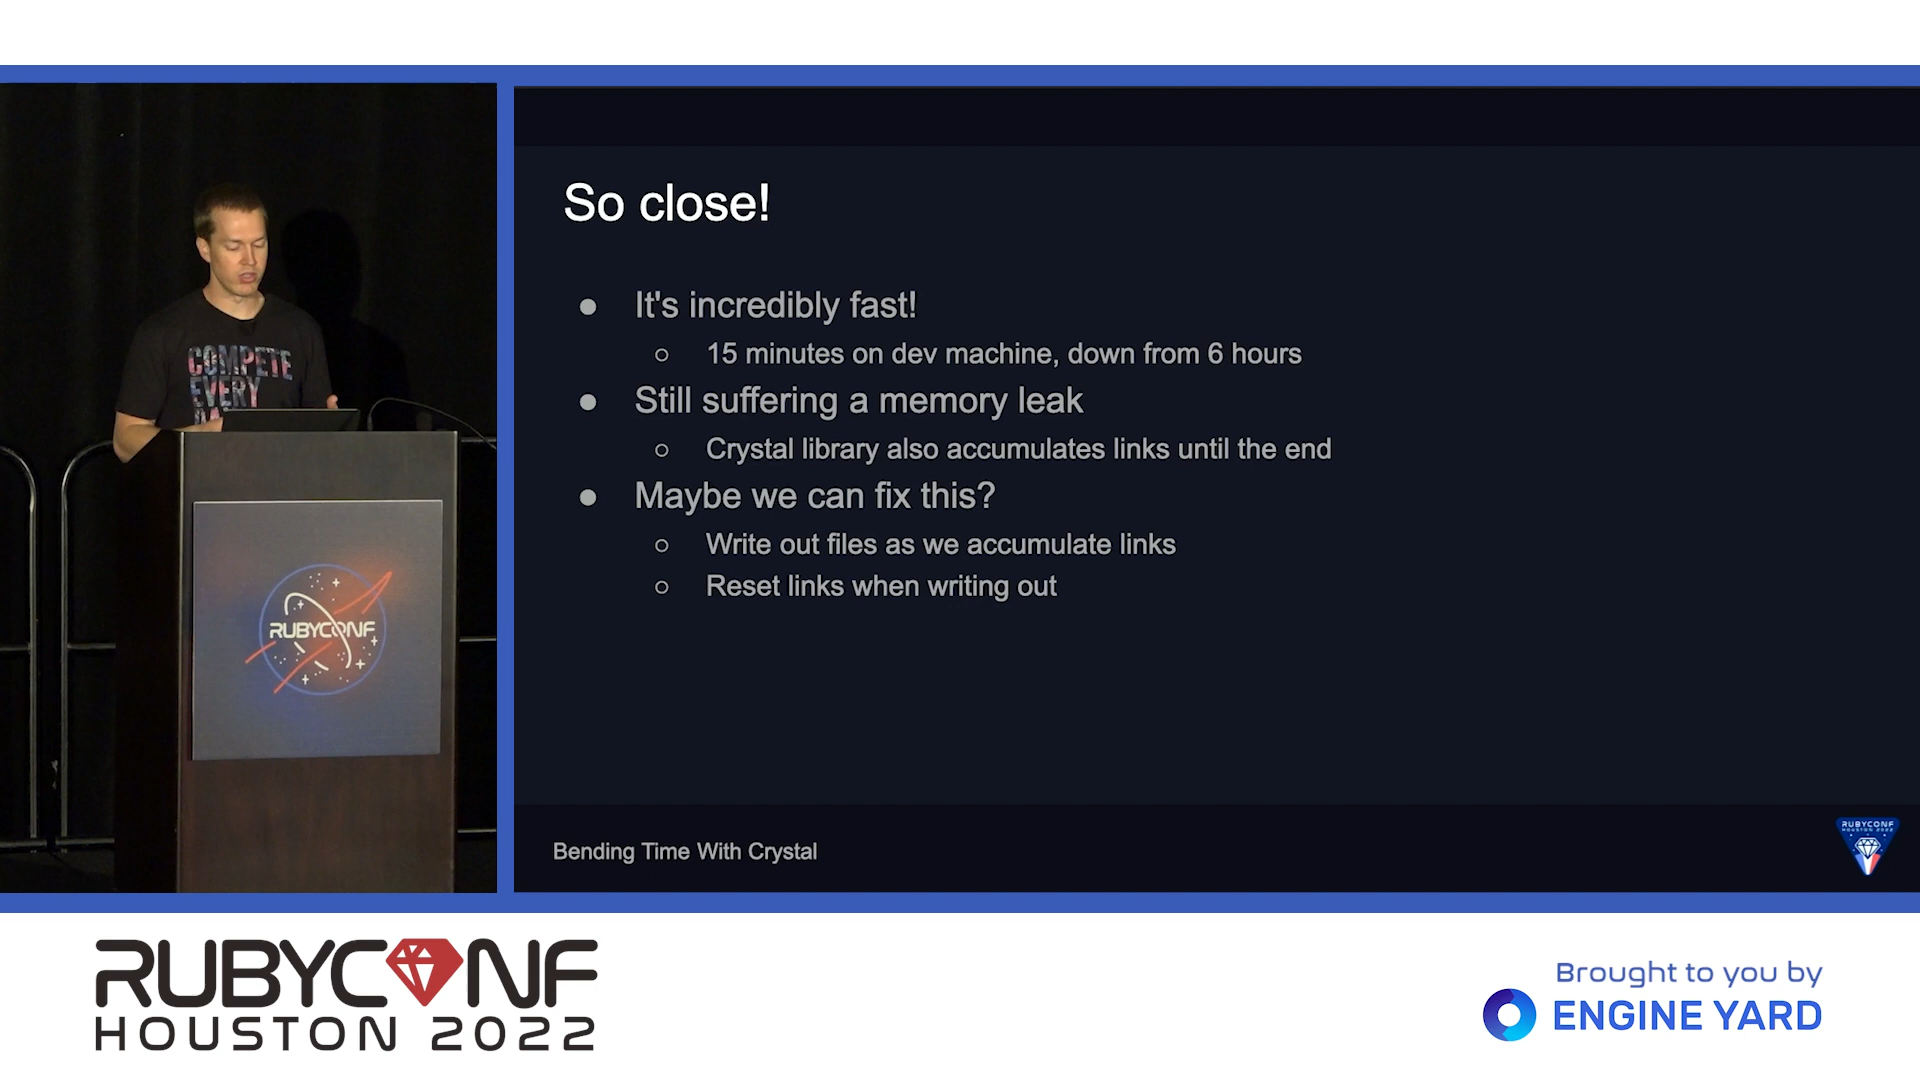 COMPETE
EVERY
RUBYCONF
So close!
It's incredibly fast!
15 minutes on dev machine, down from 6 hours
Still suffering a memory leak
Crystal library also accumulates links until the end
Maybe we can fix this?
Write out files as we accumulate links
Reset links when writing out
Bending Time With Crystal
RUBYCONF
HOUSTON 2022
RUBYCONF
HOUSTON 2022
Brought to you by
ENGINE YARD